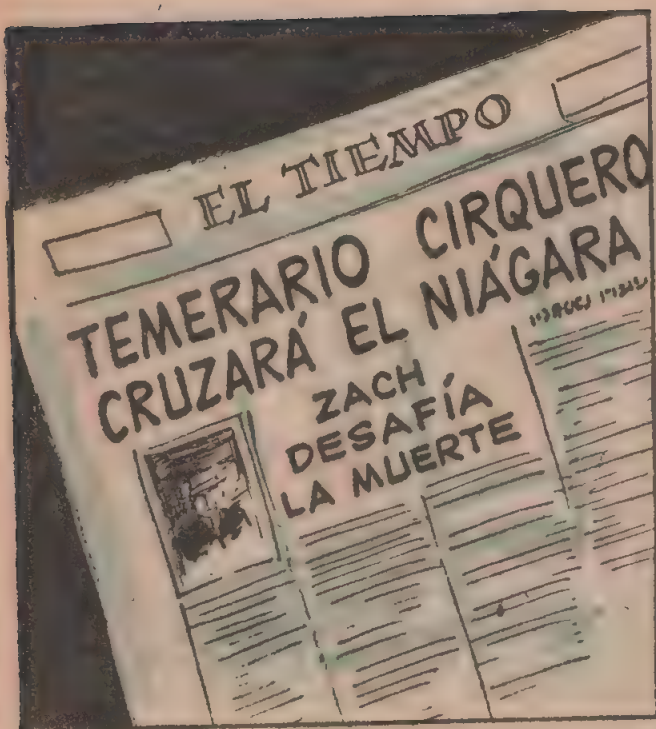 EL TIEMPO
TEMERARIO CIRQUERO
CRUZARÁ EL NIÁGARA
ZACH
DESAFÍA
LA MUERTE